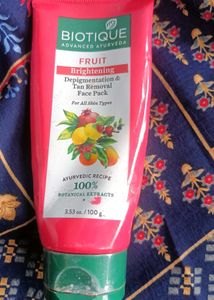 BIOTIQUE
ADVANCED AYURVEDA
FRUIT
Brightening
Depigmentation &
Tan Removal
Face Pack
For All Skin Types
AYURVEDIC RECIPE
100%
BOTANICAL EXTRACTS
3.53 oz. / 100 g